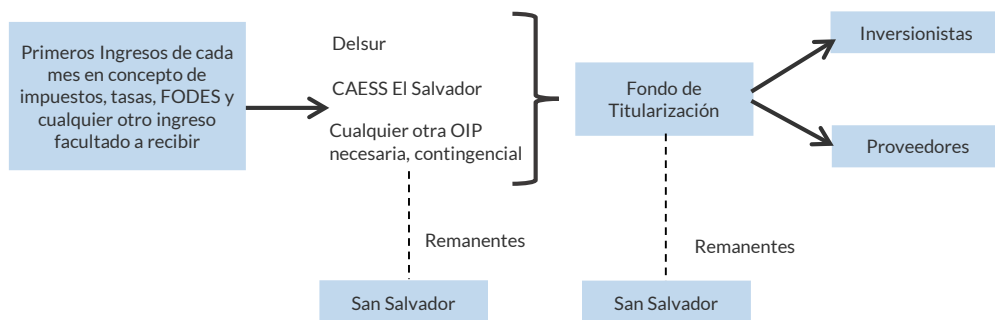 Primeros Ingresos de cada
mes en concepto de
impuestos, tasas, FODES y
cualquier otro ingreso
facultado a recibir
Delsur
CAESS El Salvador
Cualquier otra OIP
necesaria, contingencial
Fondo de
Titularización
Inversionistas
Proveedores
Remanentes
Remanentes
San Salvador
San Salvador